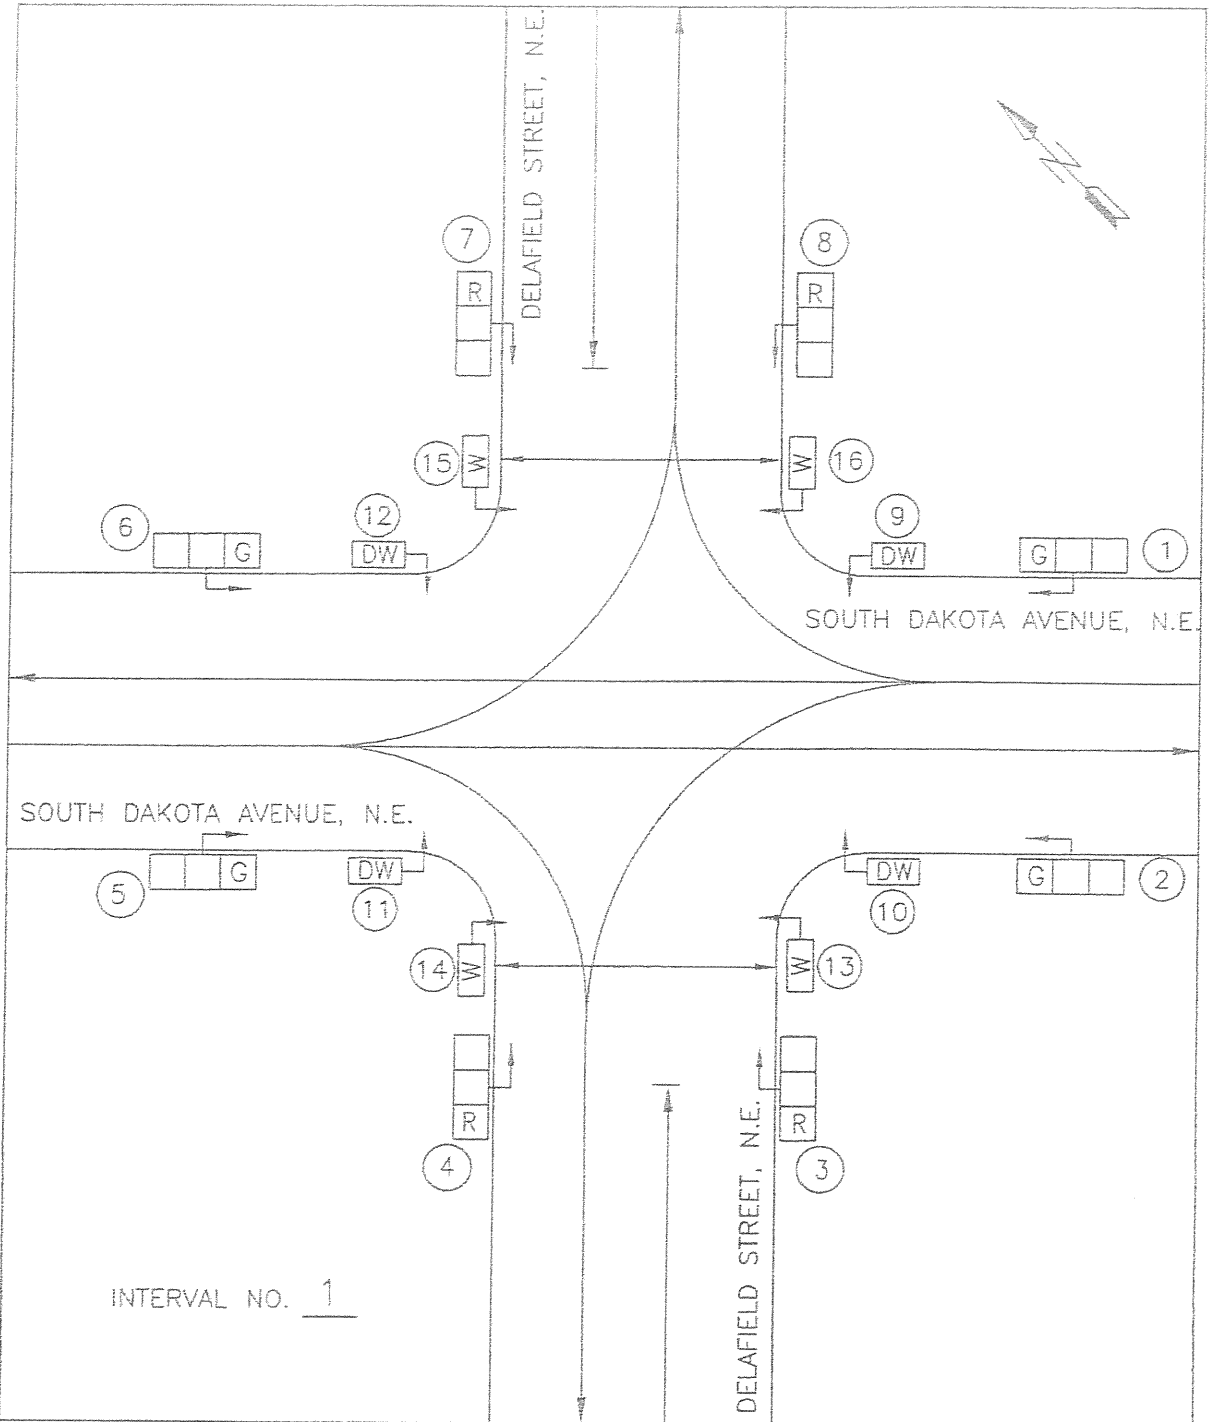 DELAFIELD STREET, N.E.
N
7
8
R
R
15
W
W
16
6
12
9
1
G
DW
DW
G
SOUTH DAKOTA AVENUE, N.E.
SOUTH DAKOTA AVENUE, N.E.
5
G
DW
11
DW
10
G
2
14
W
W
13
R
4
R
3
DELAFIELD STREET, N.E.
INTERVAL NO. 1